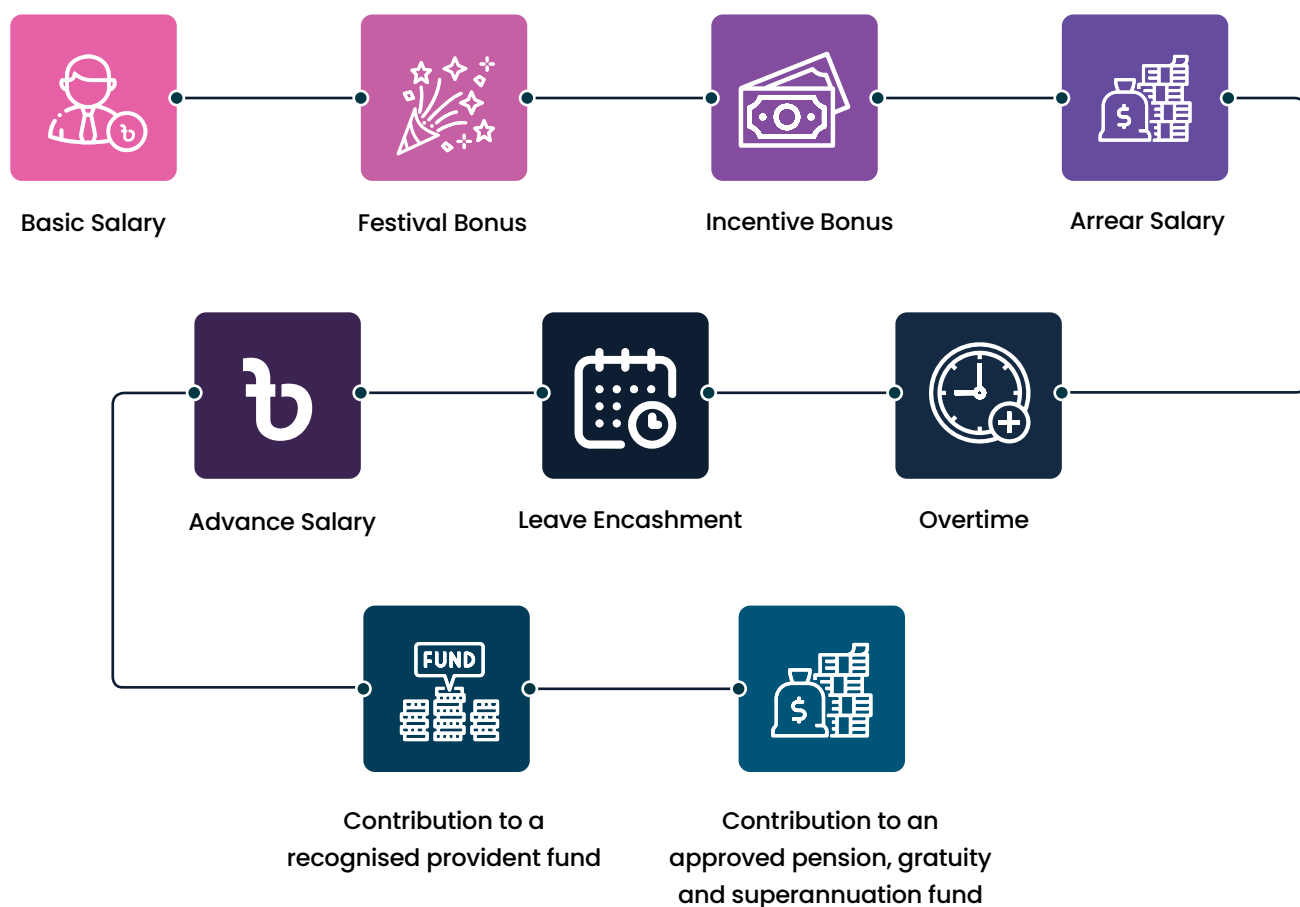 Basic Salary
Festival Bonus
Incentive Bonus
Arrear Salary
$
৳
৳
Advance Salary
Leave Encashment
Overtime
FUND
$
Contribution to a
recognised provident fund
Contribution to an
approved pension, gratuity
and superannuation fund